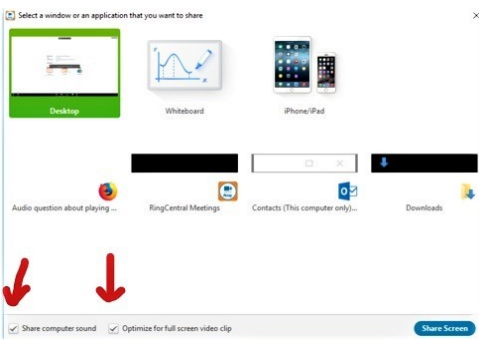 Select a window or an application that you want to share
Desktop
Whiteboard
iPhone/iPad
Audio question about playing ...
RingCentral Meetings
Contacts (This computer only)...
Downloads
Share computer sound
Optimize for full screen video clip
Share Screen